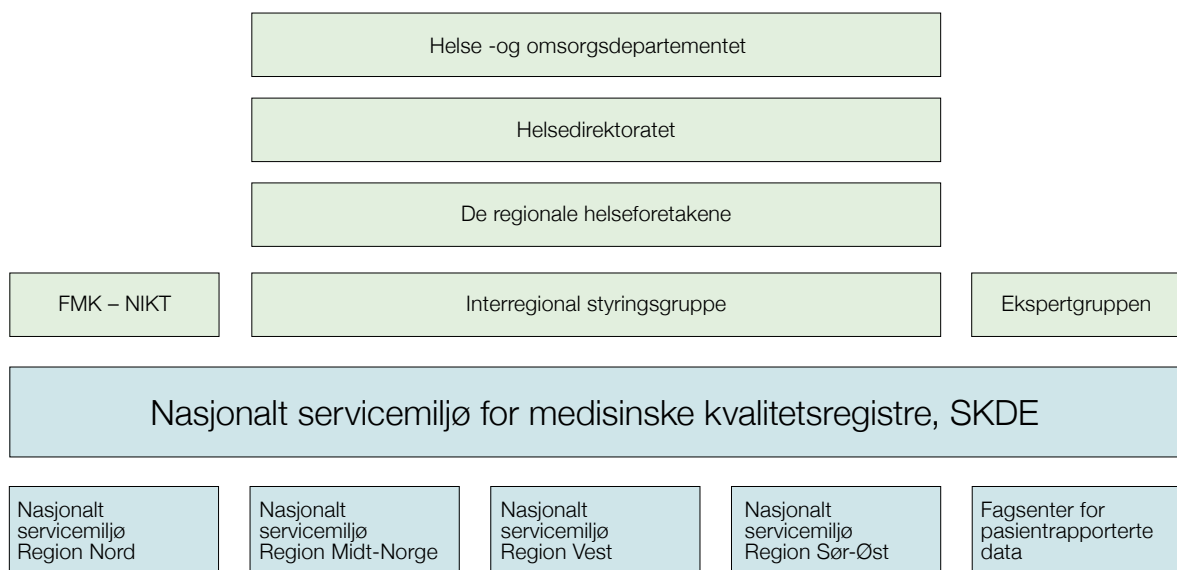 Helse -og omsorgsdepartementet
Helsedirektoratet
De regionale helseforetakene
FMK – NIKT
Interregional styringsgruppe
Ekspertgruppen
Nasjonalt servicemiljø for medisinske kvalitetsregistre, SKDE
Nasjonalt
servicemiljø
Region Nord
Nasjonalt
servicemiljø
Region Midt-Norge
Nasjonalt
servicemiljø
Region Vest
Nasjonalt
servicemiljø
Region Sør-Øst
Fagsenter for
pasientrapporterte
data